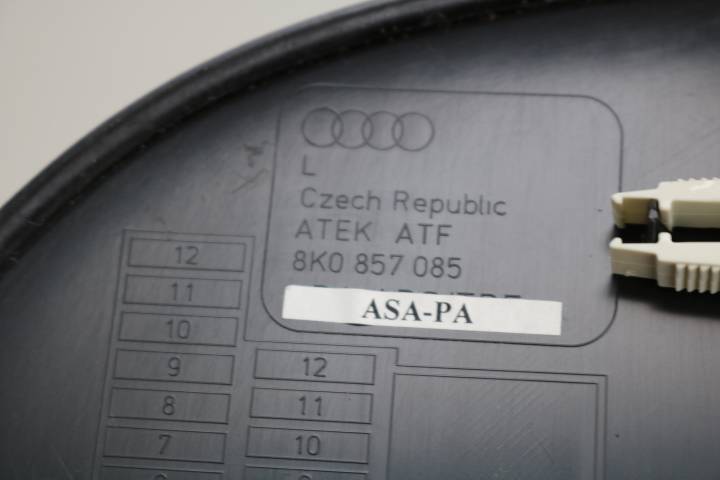 L
Czech Republic
ATEK ATF
8K0 857 085
ASA-PA
12
11
10
9
8
7
12
11
10